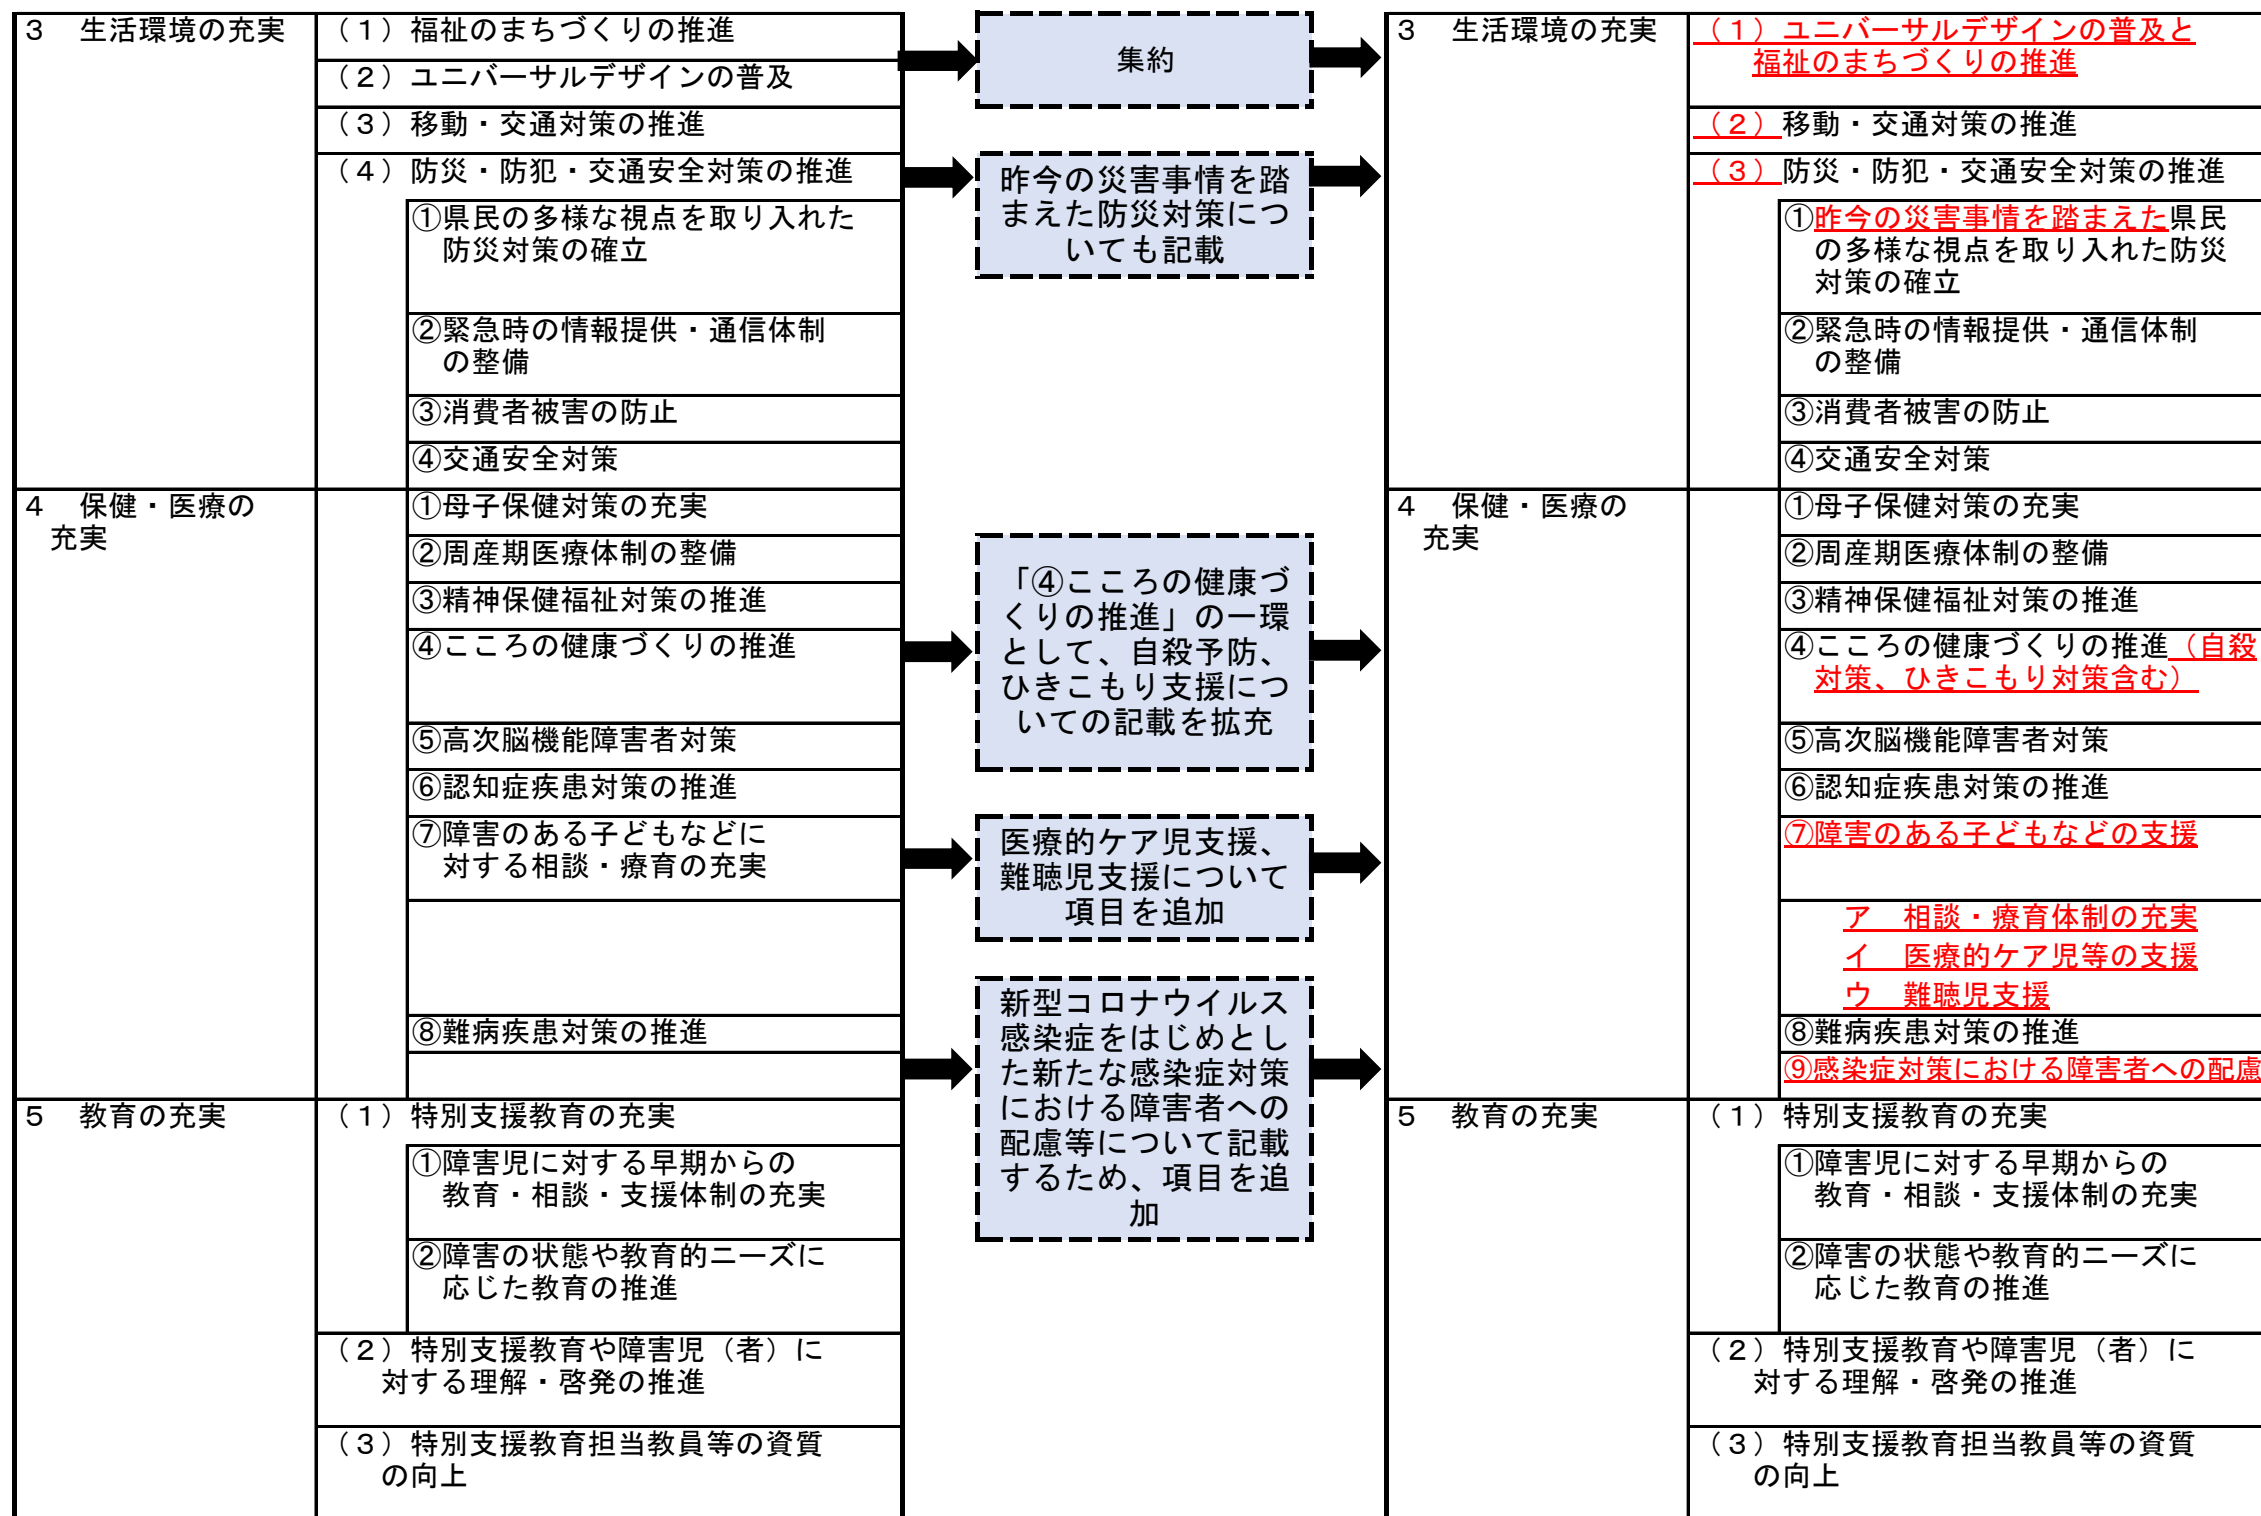 3　生活環境の充実
（１）福祉のまちづくりの推進
（２）ユニバーサルデザインの普及
（３）移動・交通対策の推進
（４）防災・防犯・交通安全対策の推進
①県民の多様な視点を取り入れた
防災対策の確立
②緊急時の情報提供・通信体制
の整備
③消費者被害の防止
④交通安全対策
4　保健・医療の
充実
①母子保健対策の充実
②周産期医療体制の整備
③精神保健福祉対策の推進
④こころの健康づくりの推進
⑤高次脳機能障害者対策
⑥認知症疾患対策の推進
⑦障害のある子どもなどに
対する相談・療育の充実
⑧難病疾患対策の推進
5　教育の充実
（１）特別支援教育の充実
①障害児に対する早期からの
教育・相談・支援体制の充実
②障害の状態や教育的ニーズに
応じた教育の推進
（２）特別支援教育や障害児（者）に
対する理解・啓発の推進
（３）特別支援教育担当教員等の資質
の向上
集約
昨今の災害事情を踏
まえた防災対策につ
いても記載
「④こころの健康づ
くりの推進」の一環
として、自殺予防、
ひきこもり支援につ
いての記載を拡充
医療的ケア児支援、
難聴児支援について
項目を追加
新型コロナウイルス
感染症をはじめとし
た新たな感染症対策
における障害者への
配慮等について記載
するため、項目を追
加
3　生活環境の充実
（１）ユニバーサルデザインの普及と
福祉のまちづくりの推進
（２）移動・交通対策の推進
（３）防災・防犯・交通安全対策の推進
①昨今の災害事情を踏まえた県民
の多様な視点を取り入れた防災
対策の確立
②緊急時の情報提供・通信体制
の整備
③消費者被害の防止
④交通安全対策
4　保健・医療の
充実
①母子保健対策の充実
②周産期医療体制の整備
③精神保健福祉対策の推進
④こころの健康づくりの推進（自殺
対策、ひきこもり対策含む）
⑤高次脳機能障害者対策
⑥認知症疾患対策の推進
⑦障害のある子どもなどの支援
ア　相談・療育体制の充実
イ　医療的ケア児等の支援
ウ　難聴児支援
⑧難病疾患対策の推進
⑨感染症対策における障害者への配慮
5　教育の充実
（１）特別支援教育の充実
①障害児に対する早期からの
教育・相談・支援体制の充実
②障害の状態や教育的ニーズに
応じた教育の推進
（２）特別支援教育や障害児（者）に
対する理解・啓発の推進
（３）特別支援教育担当教員等の資質
の向上